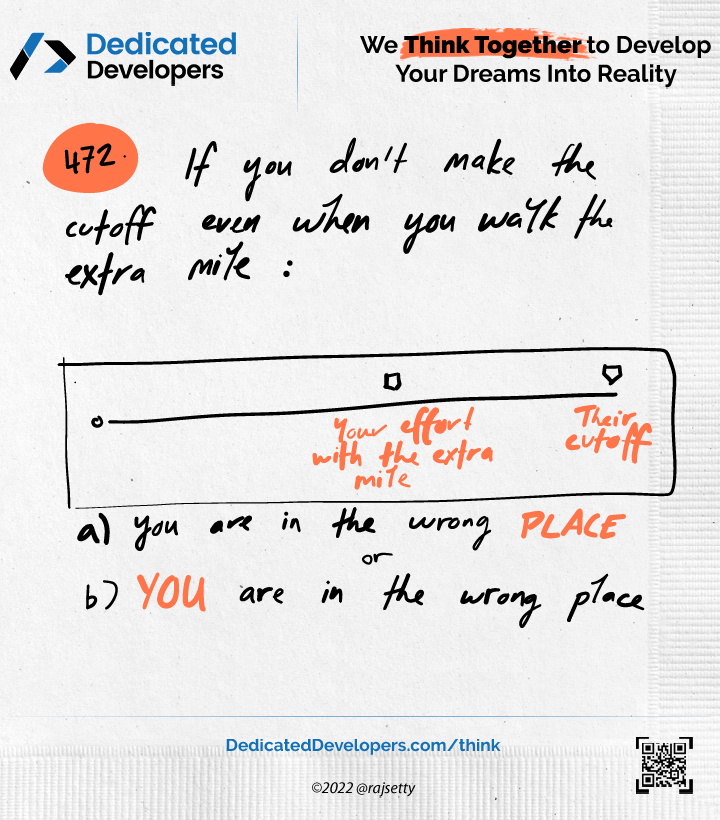 Dedicated
Developers
We Think Together to Develop
Your Dreams Into Reality
472.
If you don't make the
cutoff even when you walk the
extra mile :
Your effort
with the extra
mile
Their
cutoff
a) you are in the wrong PLACE
or
b) YOU are in the wrong place
DedicatedDevelopers.com/think
©2022 @rajsetty